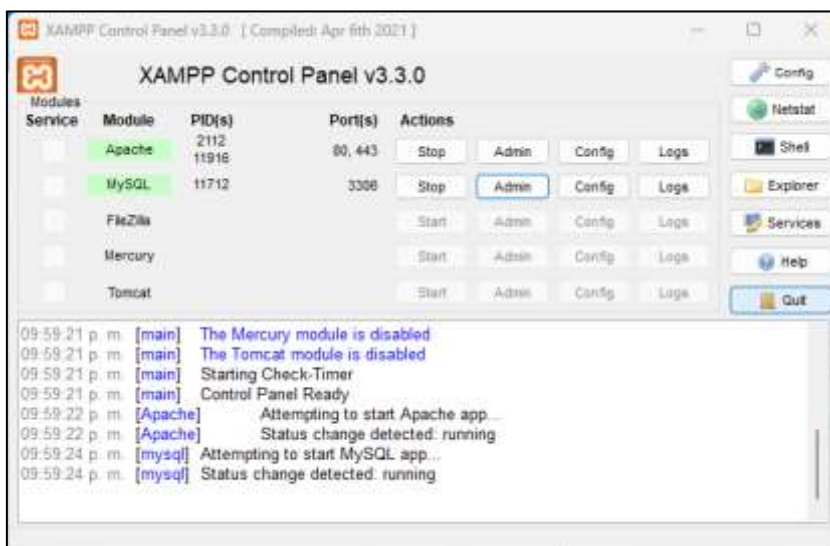 XAMPP Control Panel v3.3.0 [ Compiled: Apr 6th 2021 ]
XAMPP Control Panel v3.3.0
Config
Modules
Service Module PID(s) Port(s) Actions
Netstat
Apache 2112 11916 80, 443 Stop Admin Config Logs
Shell
MySQL 11712 3306 Stop Admin Config Logs
Explorer
FileZilla Start Admin Config Logs
Services
Mercury Start Admin Config Logs
Help
Tomcat Start Admin Config Logs
Quit
09:59:21 p. m. [main] The Mercury module is disabled
09:59:21 p. m. [main] The Tomcat module is disabled
09:59:21 p. m. [main] Starting Check-Timer
09:59:21 p. m. [main] Control Panel Ready
09:59:22 p. m. [Apache] Attempting to start Apache app...
09:59:22 p. m. [Apache] Status change detected: running
09:59:24 p. m. [mysql] Attempting to start MySQL app...
09:59:24 p. m. [mysql] Status change detected: running